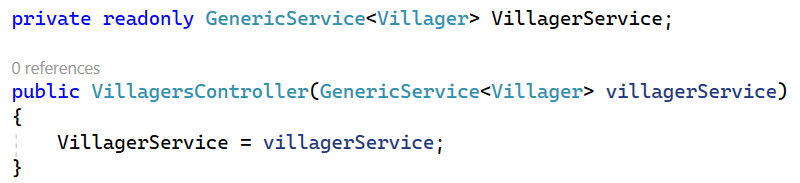 private readonly GenericService<Villager> VillagerService;
0 references
public VillagersController(GenericService<Villager> villagerService)
{
VillagerService = villagerService;
}